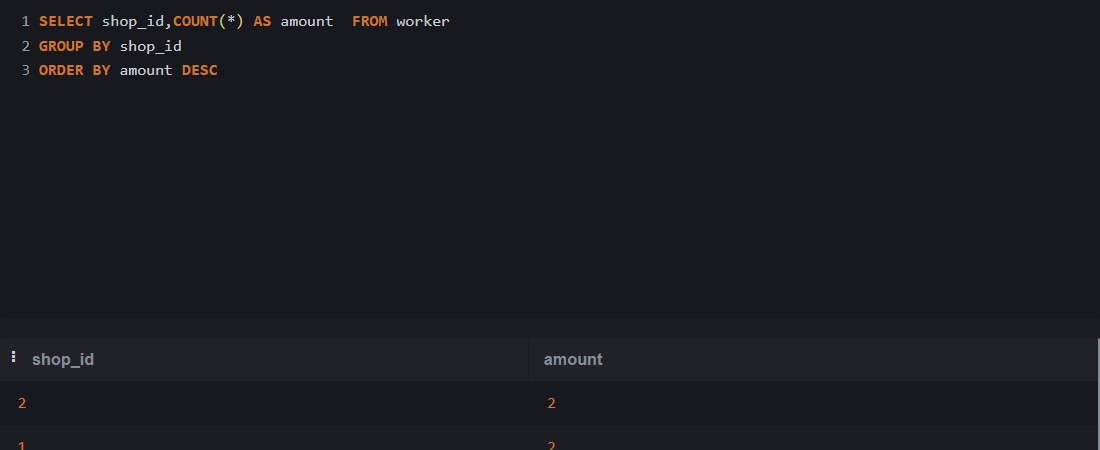 1 SELECT shop_id,COUNT(*) AS amount  FROM worker
2 GROUP BY shop_id
3 ORDER BY amount DESC
shop_id amount
2 2
1 2